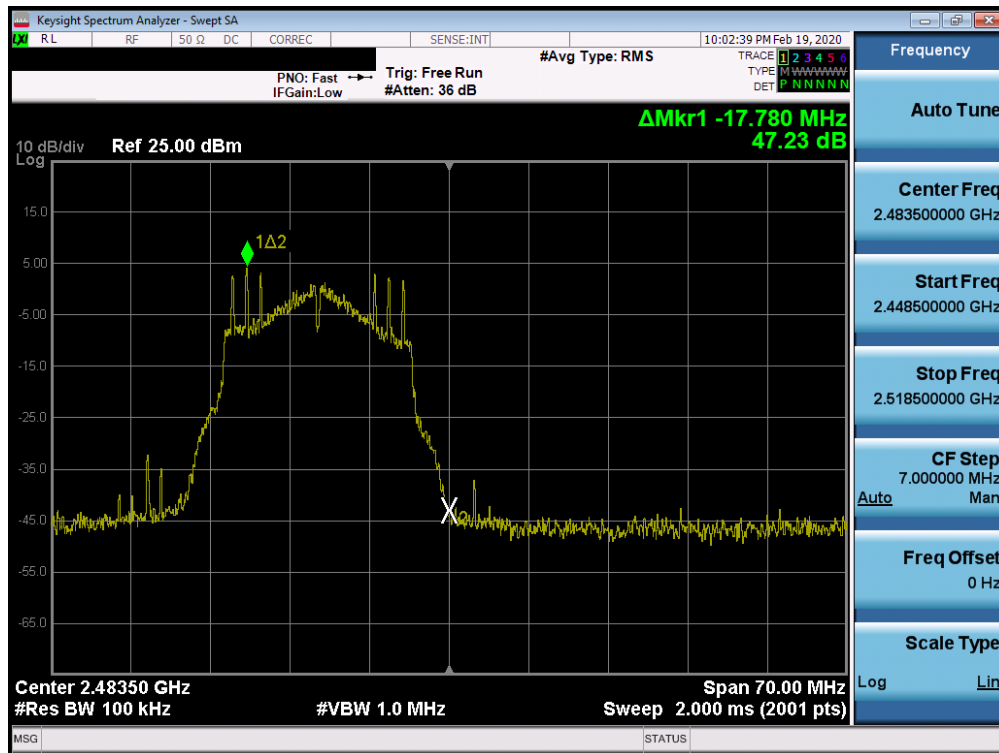 Keysight Spectrum Analyzer - Swept SA
LXI RL RF 50 Ω DC CORREC SENSE:INT 10:02:39 PM Feb 19, 2020
#Avg Type: RMS
TRACE 1 2 3 4 5 6
PNO: Fast Trig: Free Run
TYPE M W W W W W
IFGain:Low #Atten: 36 dB
DET P N N N N N
ΔMkr1 -17.780 MHz
47.23 dB
10 dB/div Ref 25.00 dBm
Log
15.0
5.00
-5.00
-15.0
-25.0
-35.0
-45.0
-55.0
-65.0
1Δ2
X2
Center 2.48350 GHz Span 70.00 MHz
#Res BW 100 kHz #VBW 1.0 MHz Sweep 2.000 ms (2001 pts)
MSG STATUS
Frequency
Auto Tune
Center Freq
2.483500000 GHz
Start Freq
2.448500000 GHz
Stop Freq
2.518500000 GHz
CF Step
7.000000 MHz
Auto Man
Freq Offset
0 Hz
Scale Type
Log Lin